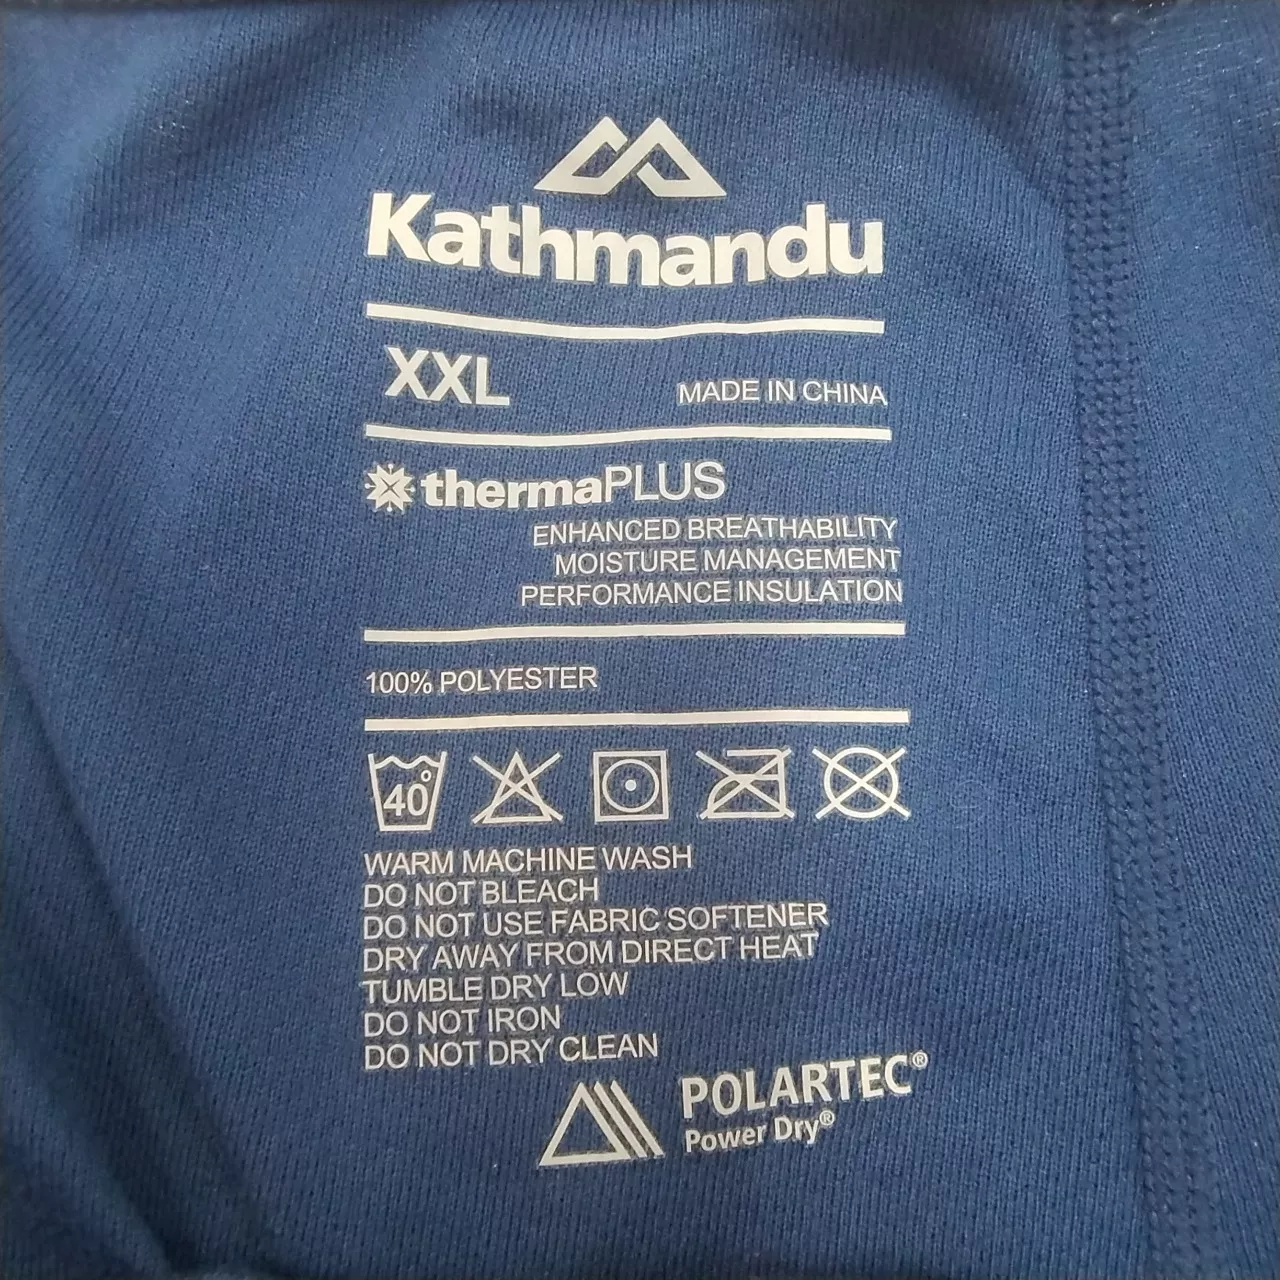 Kathmandu
XXL
MADE IN CHINA
thermaPLUS
ENHANCED BREATHABILITY
MOISTURE MANAGEMENT
PERFORMANCE INSULATION
100% POLYESTER
40°
WARM MACHINE WASH
DO NOT BLEACH
DO NOT USE FABRIC SOFTENER
DRY AWAY FROM DIRECT HEAT
TUMBLE DRY LOW
DO NOT IRON
DO NOT DRY CLEAN
POLARTEC®
Power Dry®